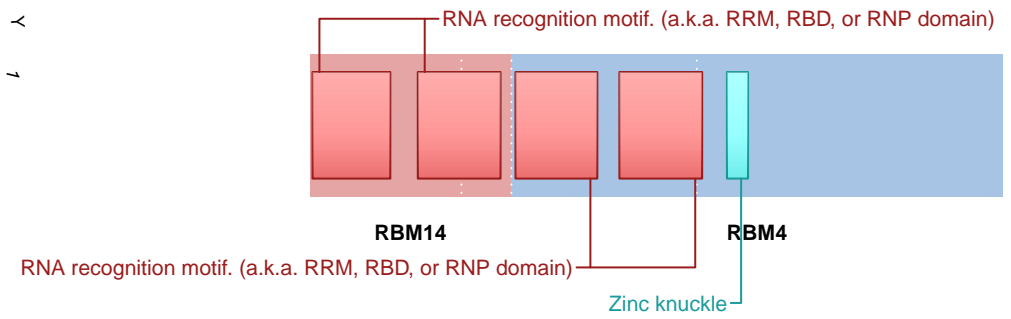 Y
1
RNA recognition motif. (a.k.a. RRM, RBD, or RNP domain)
RBM14
RBM4
RNA recognition motif. (a.k.a. RRM, RBD, or RNP domain)
Zinc knuckle